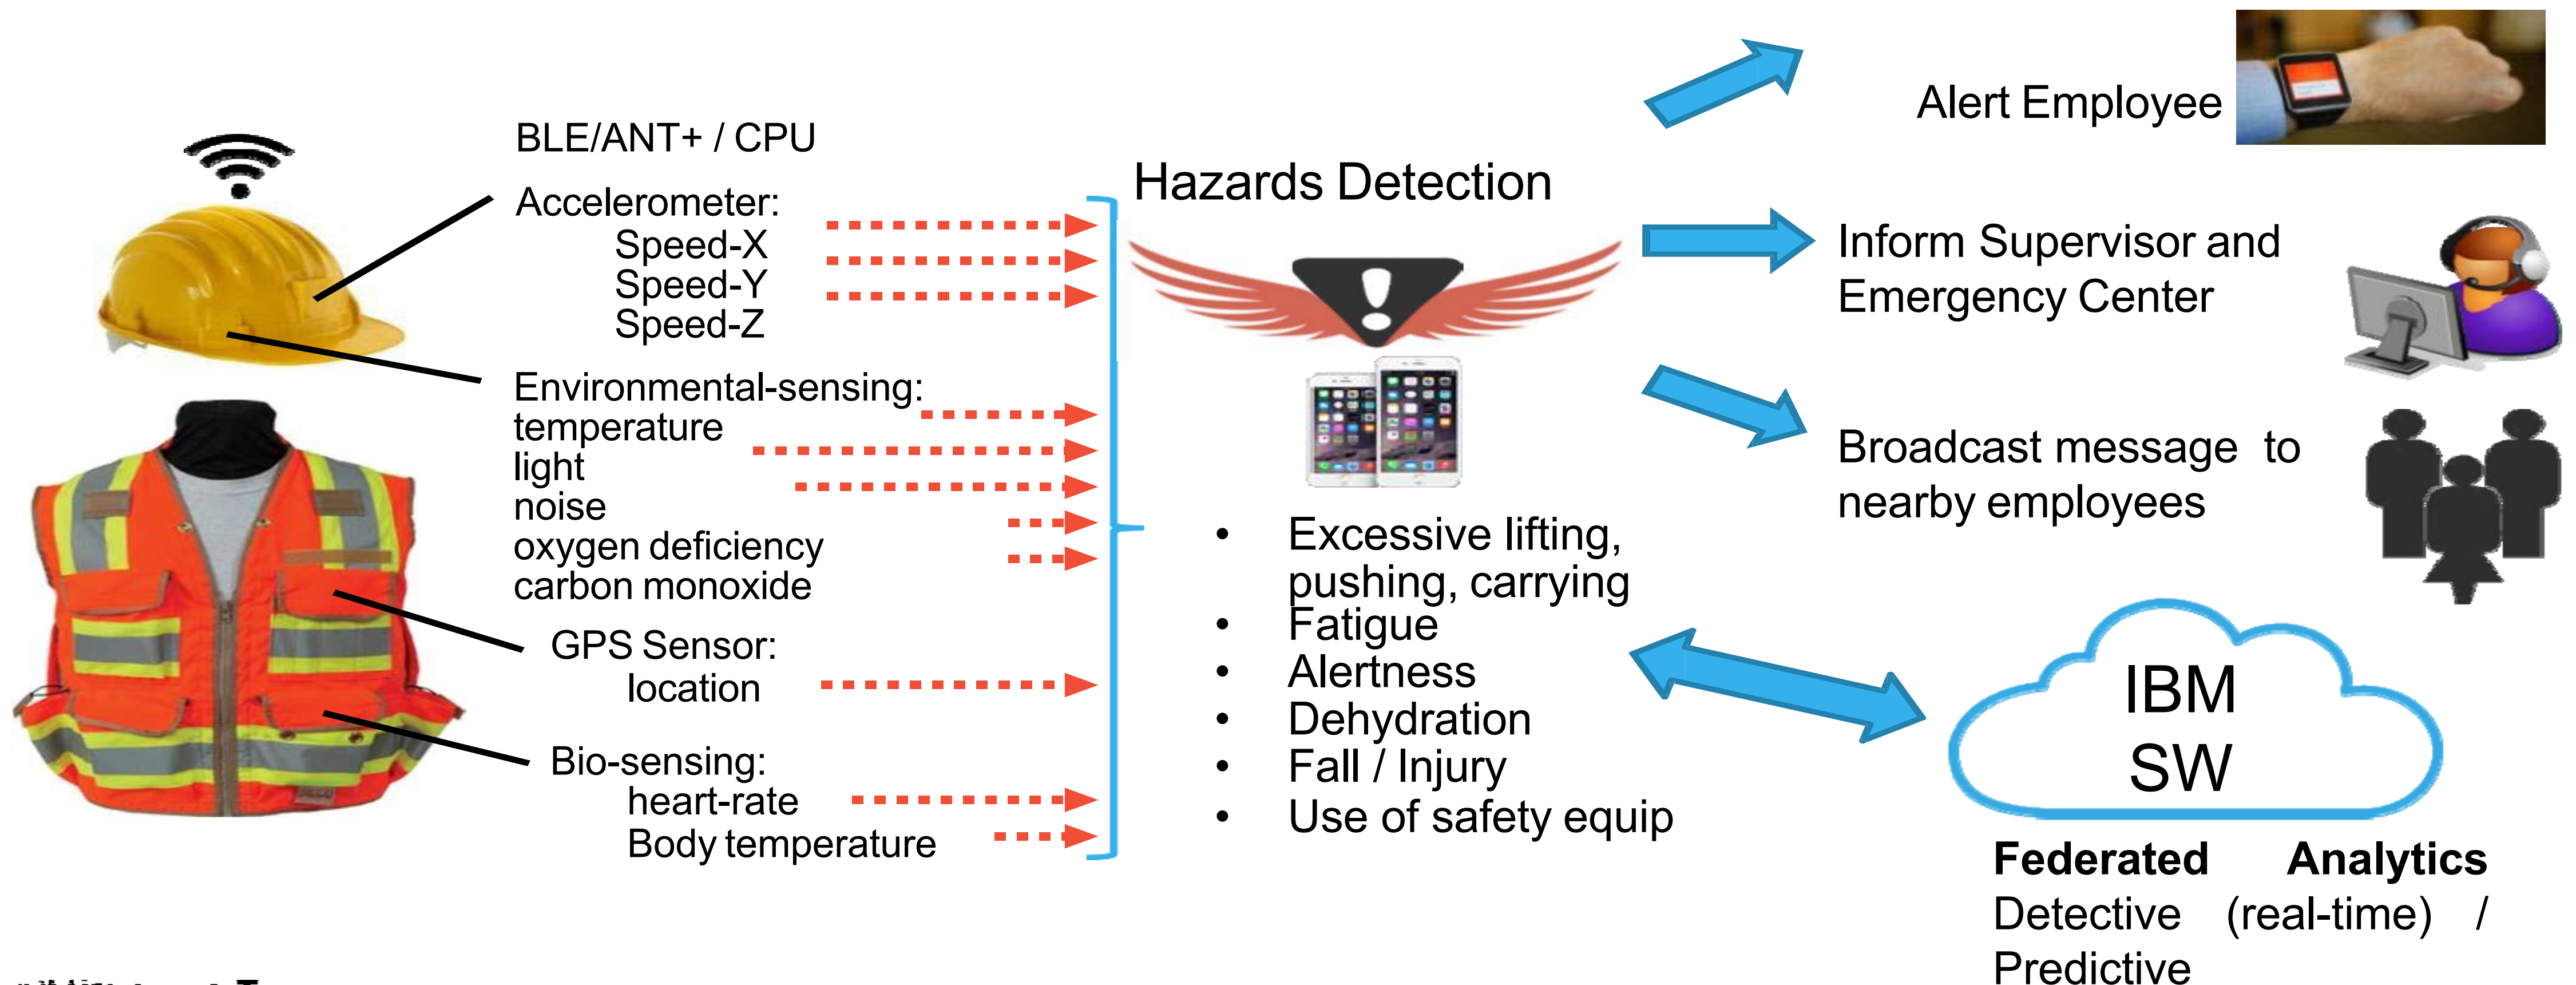 BLE/ANT+ / CPU
Accelerometer:
Speed-X
Speed-Y
Speed-Z
Environmental-sensing:
temperature
light
noise
oxygen deficiency
carbon monoxide
GPS Sensor:
location
Bio-sensing:
heart-rate
Body temperature
Hazards Detection
• Excessive lifting,
pushing, carrying
• Fatigue
• Alertness
• Dehydration
• Fall / Injury
• Use of safety equip
Alert Employee
Inform Supervisor and
Emergency Center
Broadcast message to
nearby employees
IBM
SW
Federated Analytics
Detective (real-time) /
Predictive